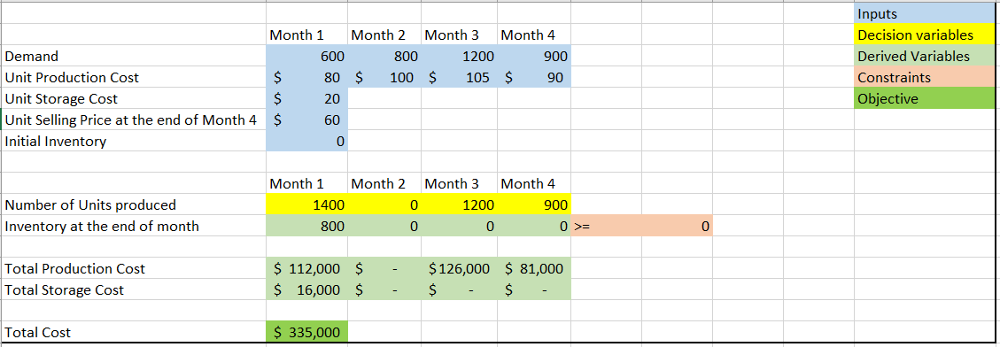 Inputs
Month 1 Month 2 Month 3 Month 4 Decision variables
Demand 600 800 1200 900 Derived Variables
Unit Production Cost $ 80 $ 100 $ 105 $ 90 Constraints
Unit Storage Cost $ 20 Objective
Unit Selling Price at the end of Month 4 $ 60
Initial Inventory 0
Month 1 Month 2 Month 3 Month 4
Number of Units produced 1400 0 1200 900
Inventory at the end of month 800 0 0 0 >= 0
Total Production Cost $ 112,000 $ - $126,000 $ 81,000
Total Storage Cost $ 16,000 $ - $ - $ -
Total Cost $ 335,000